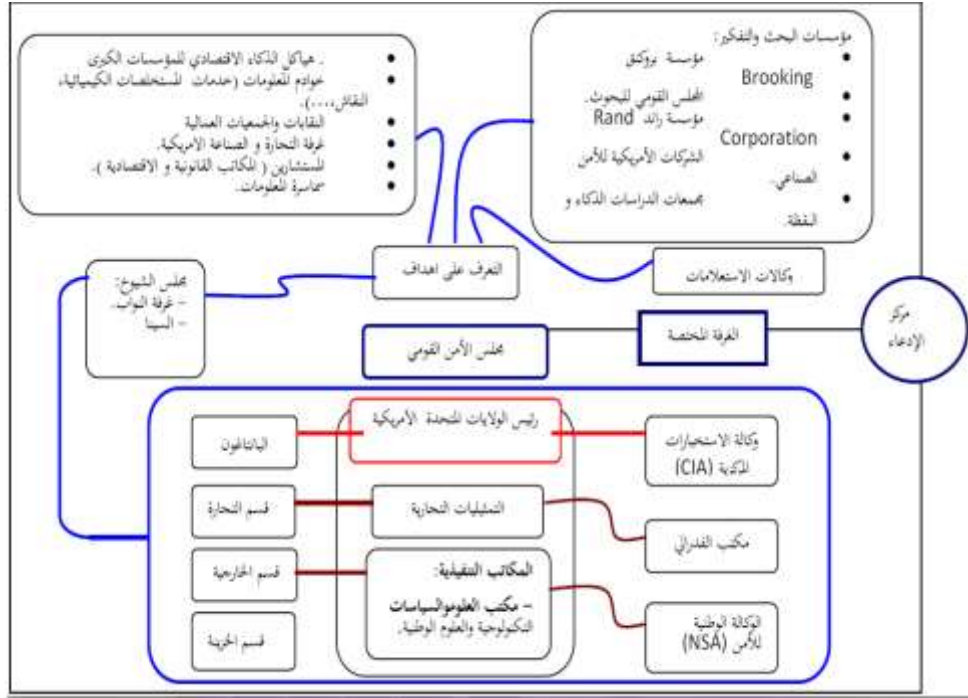 مؤسسات البحث والتفكير:
مؤسسة بروكنق
Brooking
المجلس القومي للبحوث.
مؤسسة راند Rand
Corporation
الشركات الأمريكية للأمن
الصناعي.
مجمعات الدراسات الذكاء و
اليقظة.
. هياكل الذكاء الاقتصادي للمؤسسات الكبرى
خوادم المعلومات (خدمات المستخلصات الكيميائية،
النقاش،....).
النقابات والجمعيات العمالية
غرفة التجارة و الصناعة الامريكية.
المستشارين ( المكاتب القانونية و الاقتصادية ).
سماسرة المعلومات.
وكالات الاستعلامات
التعرف على اهداف
مجلس الشيوخ:
– غرفة النواب.
– السينا
مركز
الإدعاء
الغرفة المختصة
مجلس الأمن القومي
رئيس الولايات المتحدة الأمريكية
وكالة الاستخبارات
المركزية (CIA)
البانتاغون
التمثيليات التجارية
قسم التجارة
مكتب الفدرالي
المكاتب التنفيذية:
– مكتب العلوموالسياسات
التكنولوجية والعلوم الوطنية.
قسم الخارجية
الوكالة الوطنية
للأمن (NSA)
قسم الخزينة